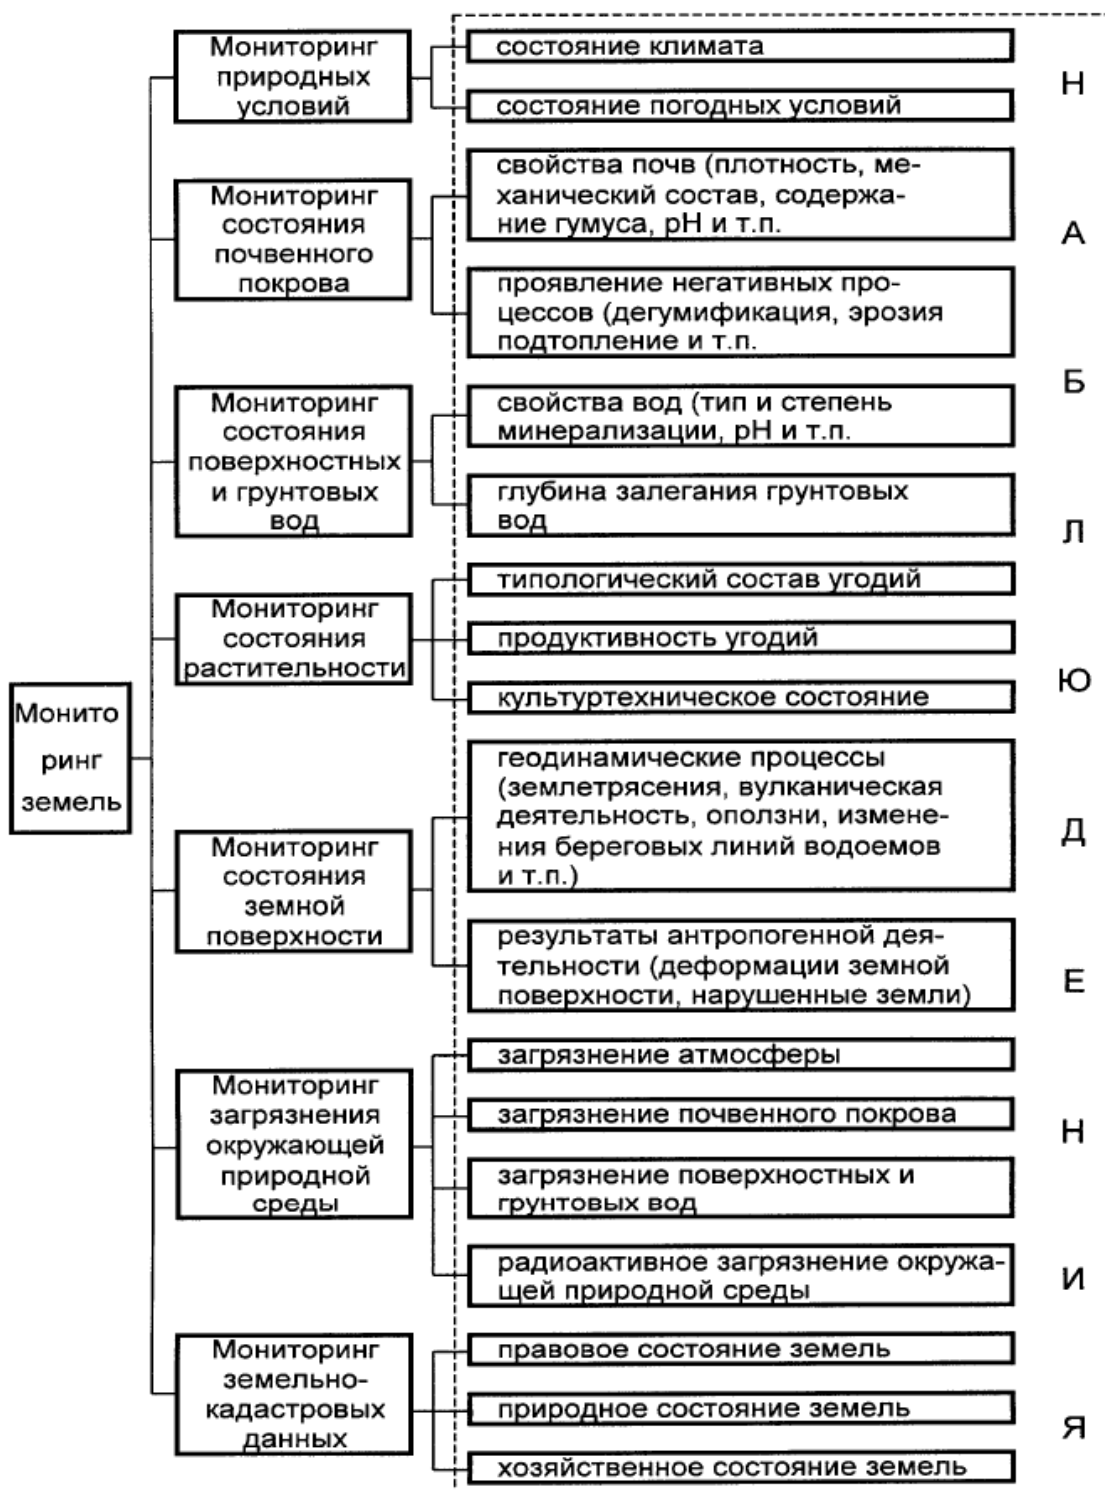 Монито
ринг
земель
Мониторинг
природных
условий
состояние климата
состояние погодных условий
Мониторинг
состояния
почвенного
покрова
свойства почв (плотность, ме-
ханический состав, содержа-
ние гумуса, pH и т.п.
проявление негативных про-
цессов (дегумификация, эрозия
подтопление и т.п.
Мониторинг
состояния
поверхностных
и грунтовых
вод
свойства вод (тип и степень
минерализации, pH и т.п.
глубина залегания грунтовых
вод
Мониторинг
состояния
растительности
типологический состав угодий
продуктивность угодий
культуртехническое состояние
Мониторинг
состояния
земной
поверхности
геодинамические процессы
(землетрясения, вулканическая
деятельность, оползни, измене-
ния береговых линий водоемов
и т.п.)
результаты антропогенной дея-
тельности (деформации земной
поверхности, нарушенные земли)
Мониторинг
загрязнения
окружающей
природной
среды
загрязнение атмосферы
загрязнение почвенного покрова
загрязнение поверхностных и
грунтовых вод
радиоактивное загрязнение окружа-
щей природной среды
Мониторинг
земельно-
кадастровых
данных
правовое состояние земель
природное состояние земель
хозяйственное состояние земель
Н
А
Б
Л
Ю
Д
Е
Н
И
Я